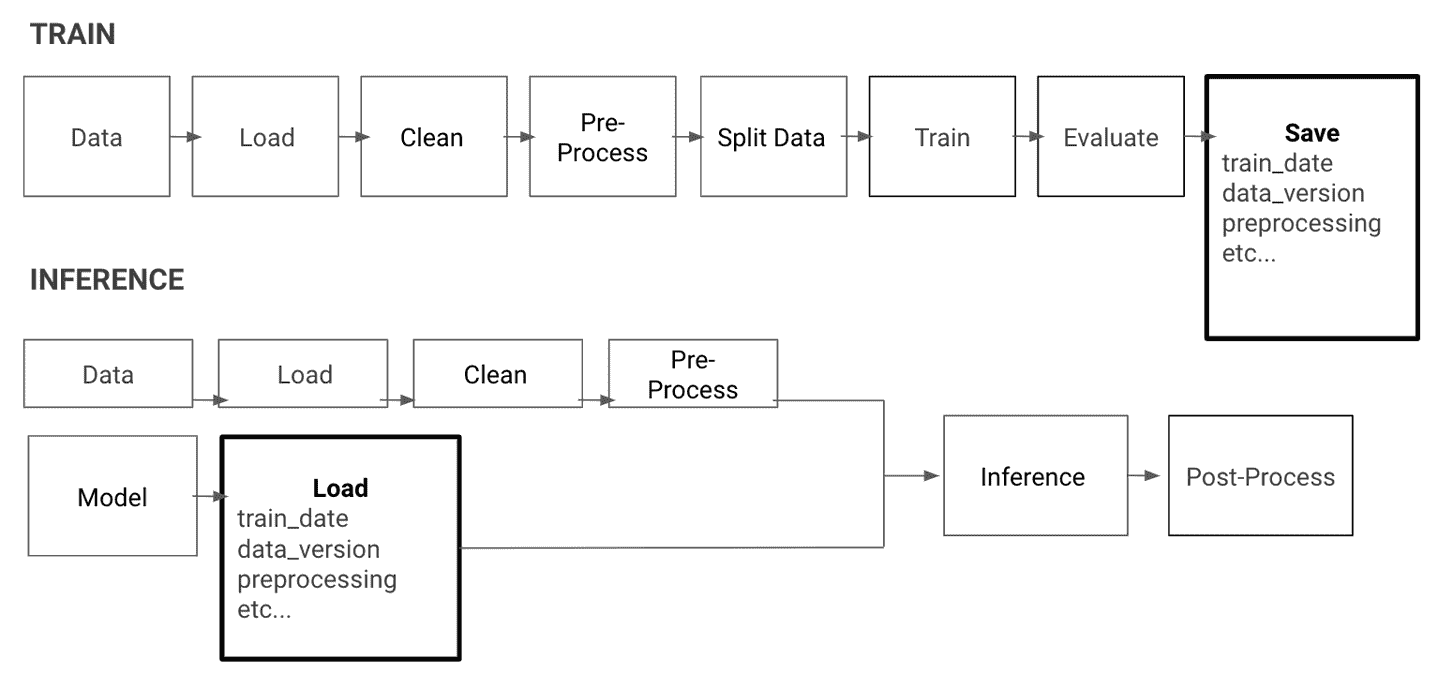 TRAIN
Data
Load
Clean
Pre-
Process
Split Data
Train
Evaluate
Save
train_date
data_version
preprocessing
etc...
INFERENCE
Data
Load
Clean
Pre-
Process
Model
Load
train_date
data_version
preprocessing
etc...
Inference
Post-Process